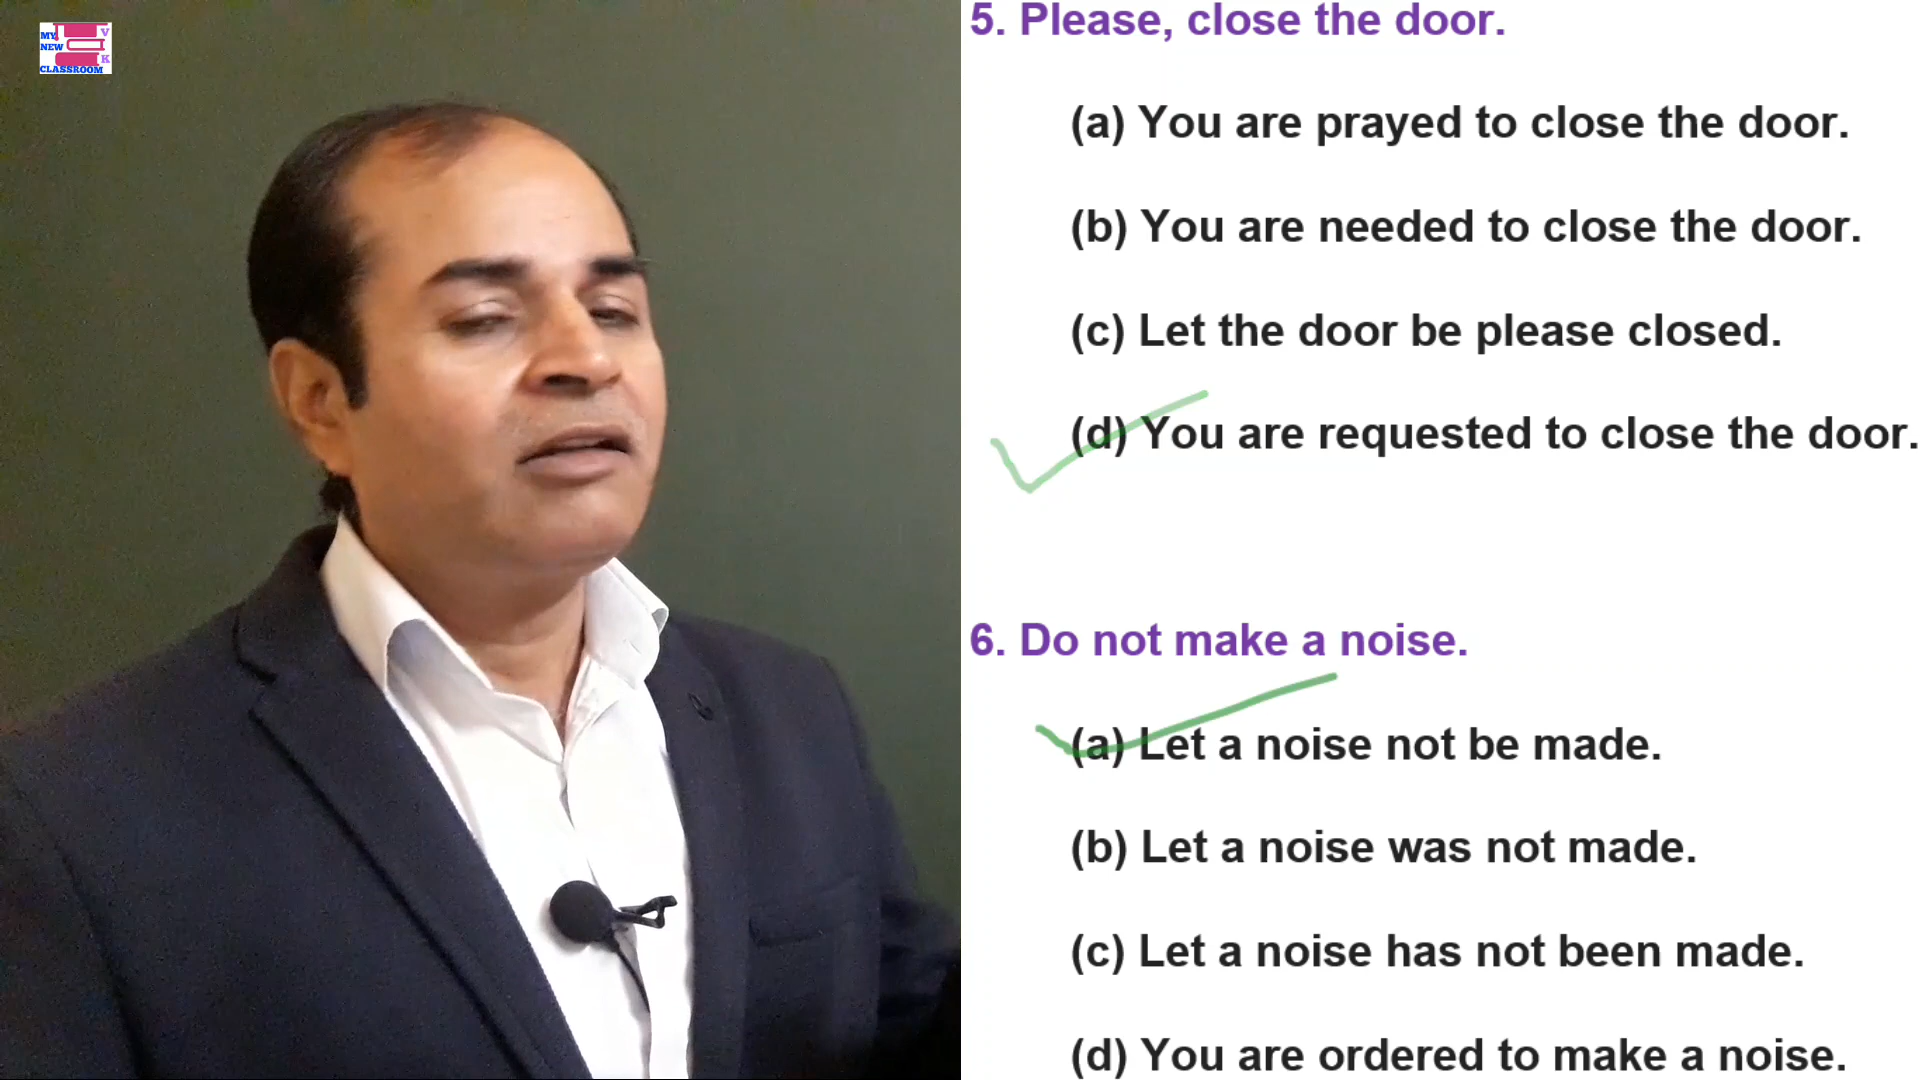 MY V
NEW
K
CLASSROOM
5. Please, close the door.
(a) You are prayed to close the door.
(b) You are needed to close the door.
(c) Let the door be please closed.
(d) You are requested to close the door.
6. Do not make a noise.
(a) Let a noise not be made.
(b) Let a noise was not made.
(c) Let a noise has not been made.
(d) You are ordered to make a noise.